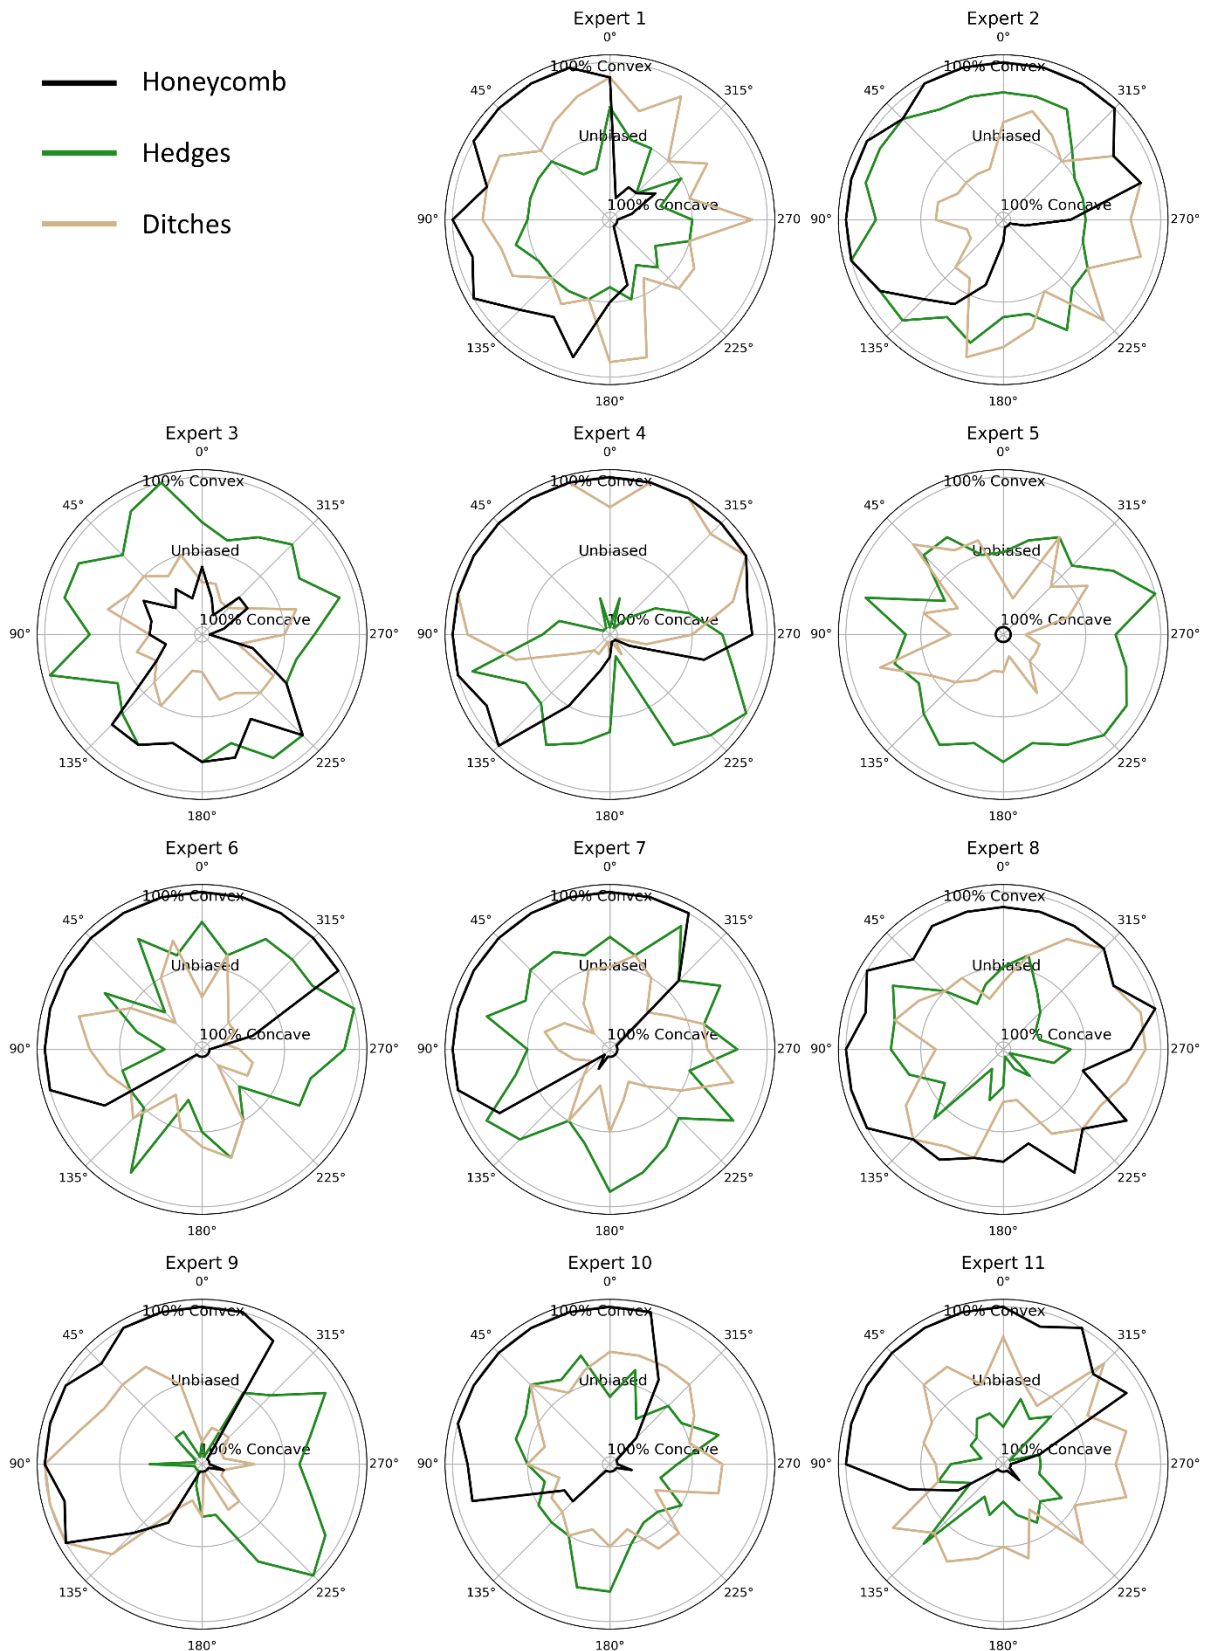 Honeycomb
Hedges
Ditches
Expert 1
0°
45°
100% Convex
Unbiased
100% Concave
90°
270
135°
225°
180°
Expert 2
0°
45°
100% Convex
315°
Unbiased
100% Concave
90°
270°
135°
225°
180°
Expert 3
0°
45°
100% Convex
315°
Unbiased
100% Concave
90°
270°
135°
225°
180°
Expert 4
0°
45°
100% Convex
315°
Unbiased
100% Concave
90°
270
135°
225°
180°
Expert 5
0°
45°
100% Convex
315°
Unbiased
100% Concave
90°
270°
135°
225°
180°
Expert 6
0°
45°
100% Convex
315°
Unbiased
100% Concave
90°
270°
135°
225°
180°
Expert 7
0°
45°
100% Convex
315°
Unbiased
100% Concave
90°
270
135°
225°
180°
Expert 8
0°
45°
100% Convex
315°
Unbiased
100% Concave
90°
270°
135°
225°
180°
Expert 9
0°
45°
100% Convex
315°
Unbiased
100% Concave
90°
270°
135°
225°
180°
Expert 10
0°
45°
100% Convex
315°
Unbiased
100% Concave
90°
270
135°
225°
180°
Expert 11
0°
45°
100% Convex
315°
Unbiased
100% Concave
90°
270°
135°
225°
180°